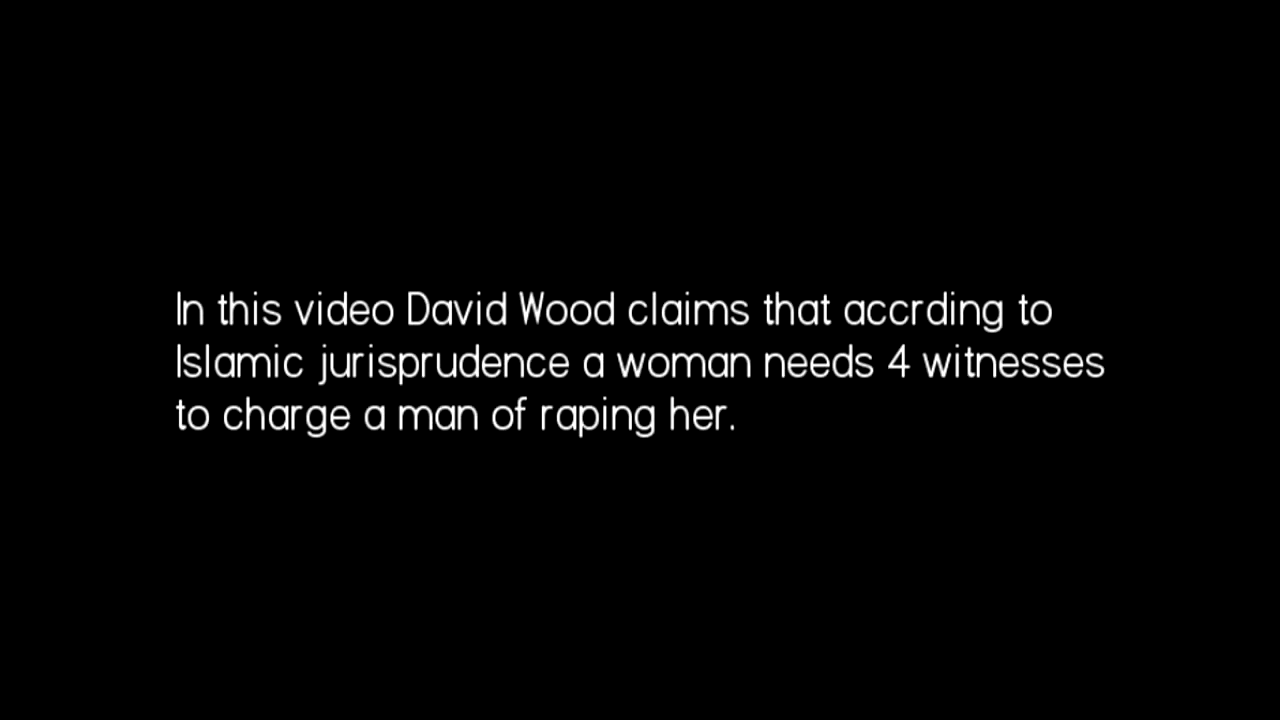 In this video David Wood claims that accrding to
Islamic jurisprudence a woman needs 4 witnesses
to charge a man of raping her.